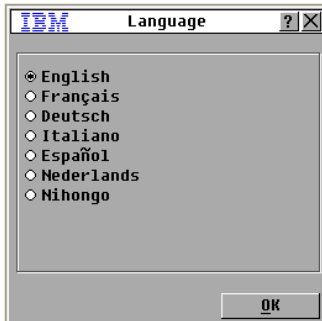 IBM Language ? X
English
Français
Deutsch
Italiano
Español
Nederlands
Nihongo
OK